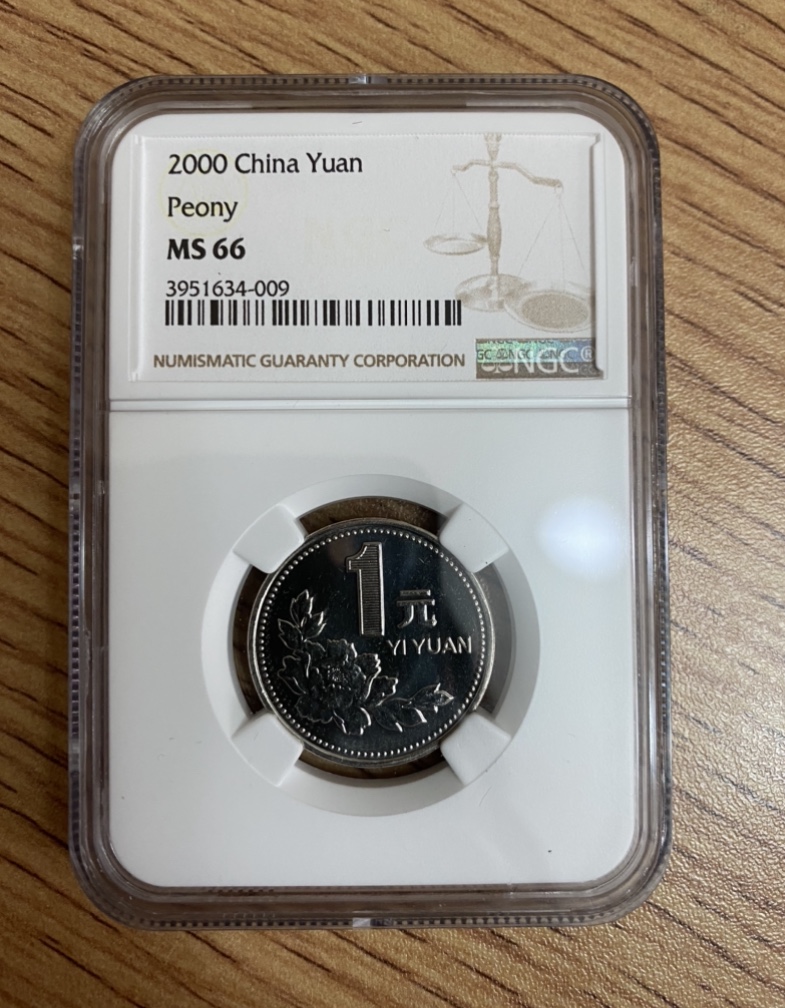 2000 China Yuan
Peony
MS 66
3951634-009
NUMISMATIC GUARANTY CORPORATION
NGC®
1元
YI YUAN